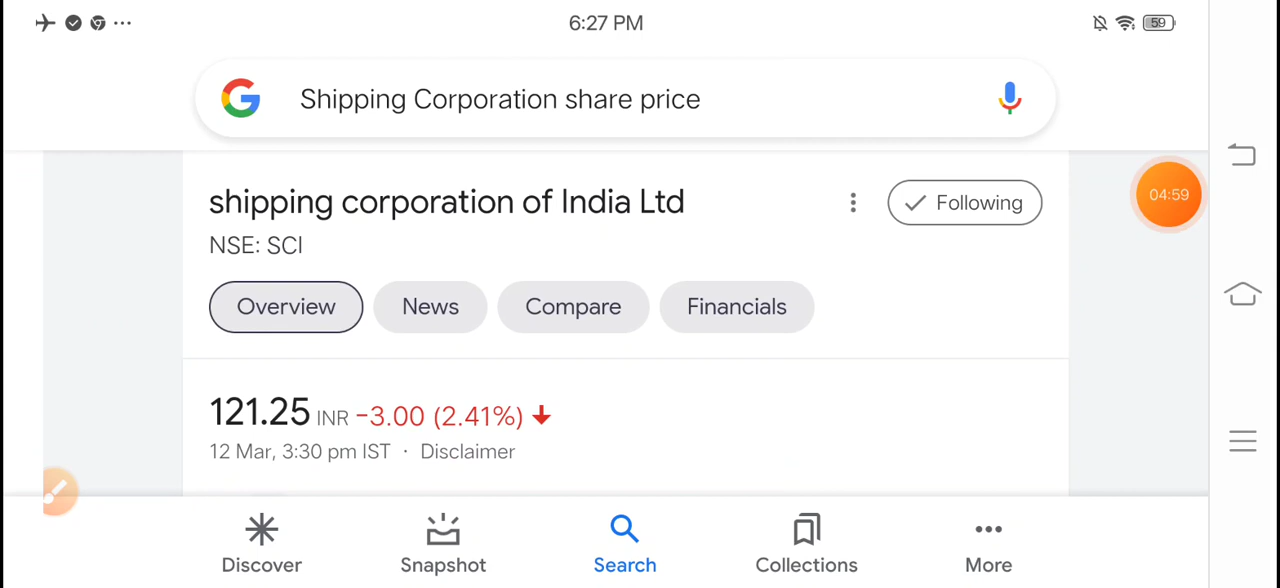 6:27 PM
59
Shipping Corporation share price
04:59
shipping corporation of India Ltd
Following
NSE: SCI
Overview
News
Compare
Financials
121.25 INR −3.00 (2.41%)
12 Mar, 3:30 pm IST · Disclaimer
Discover
Snapshot
Search
Collections
More